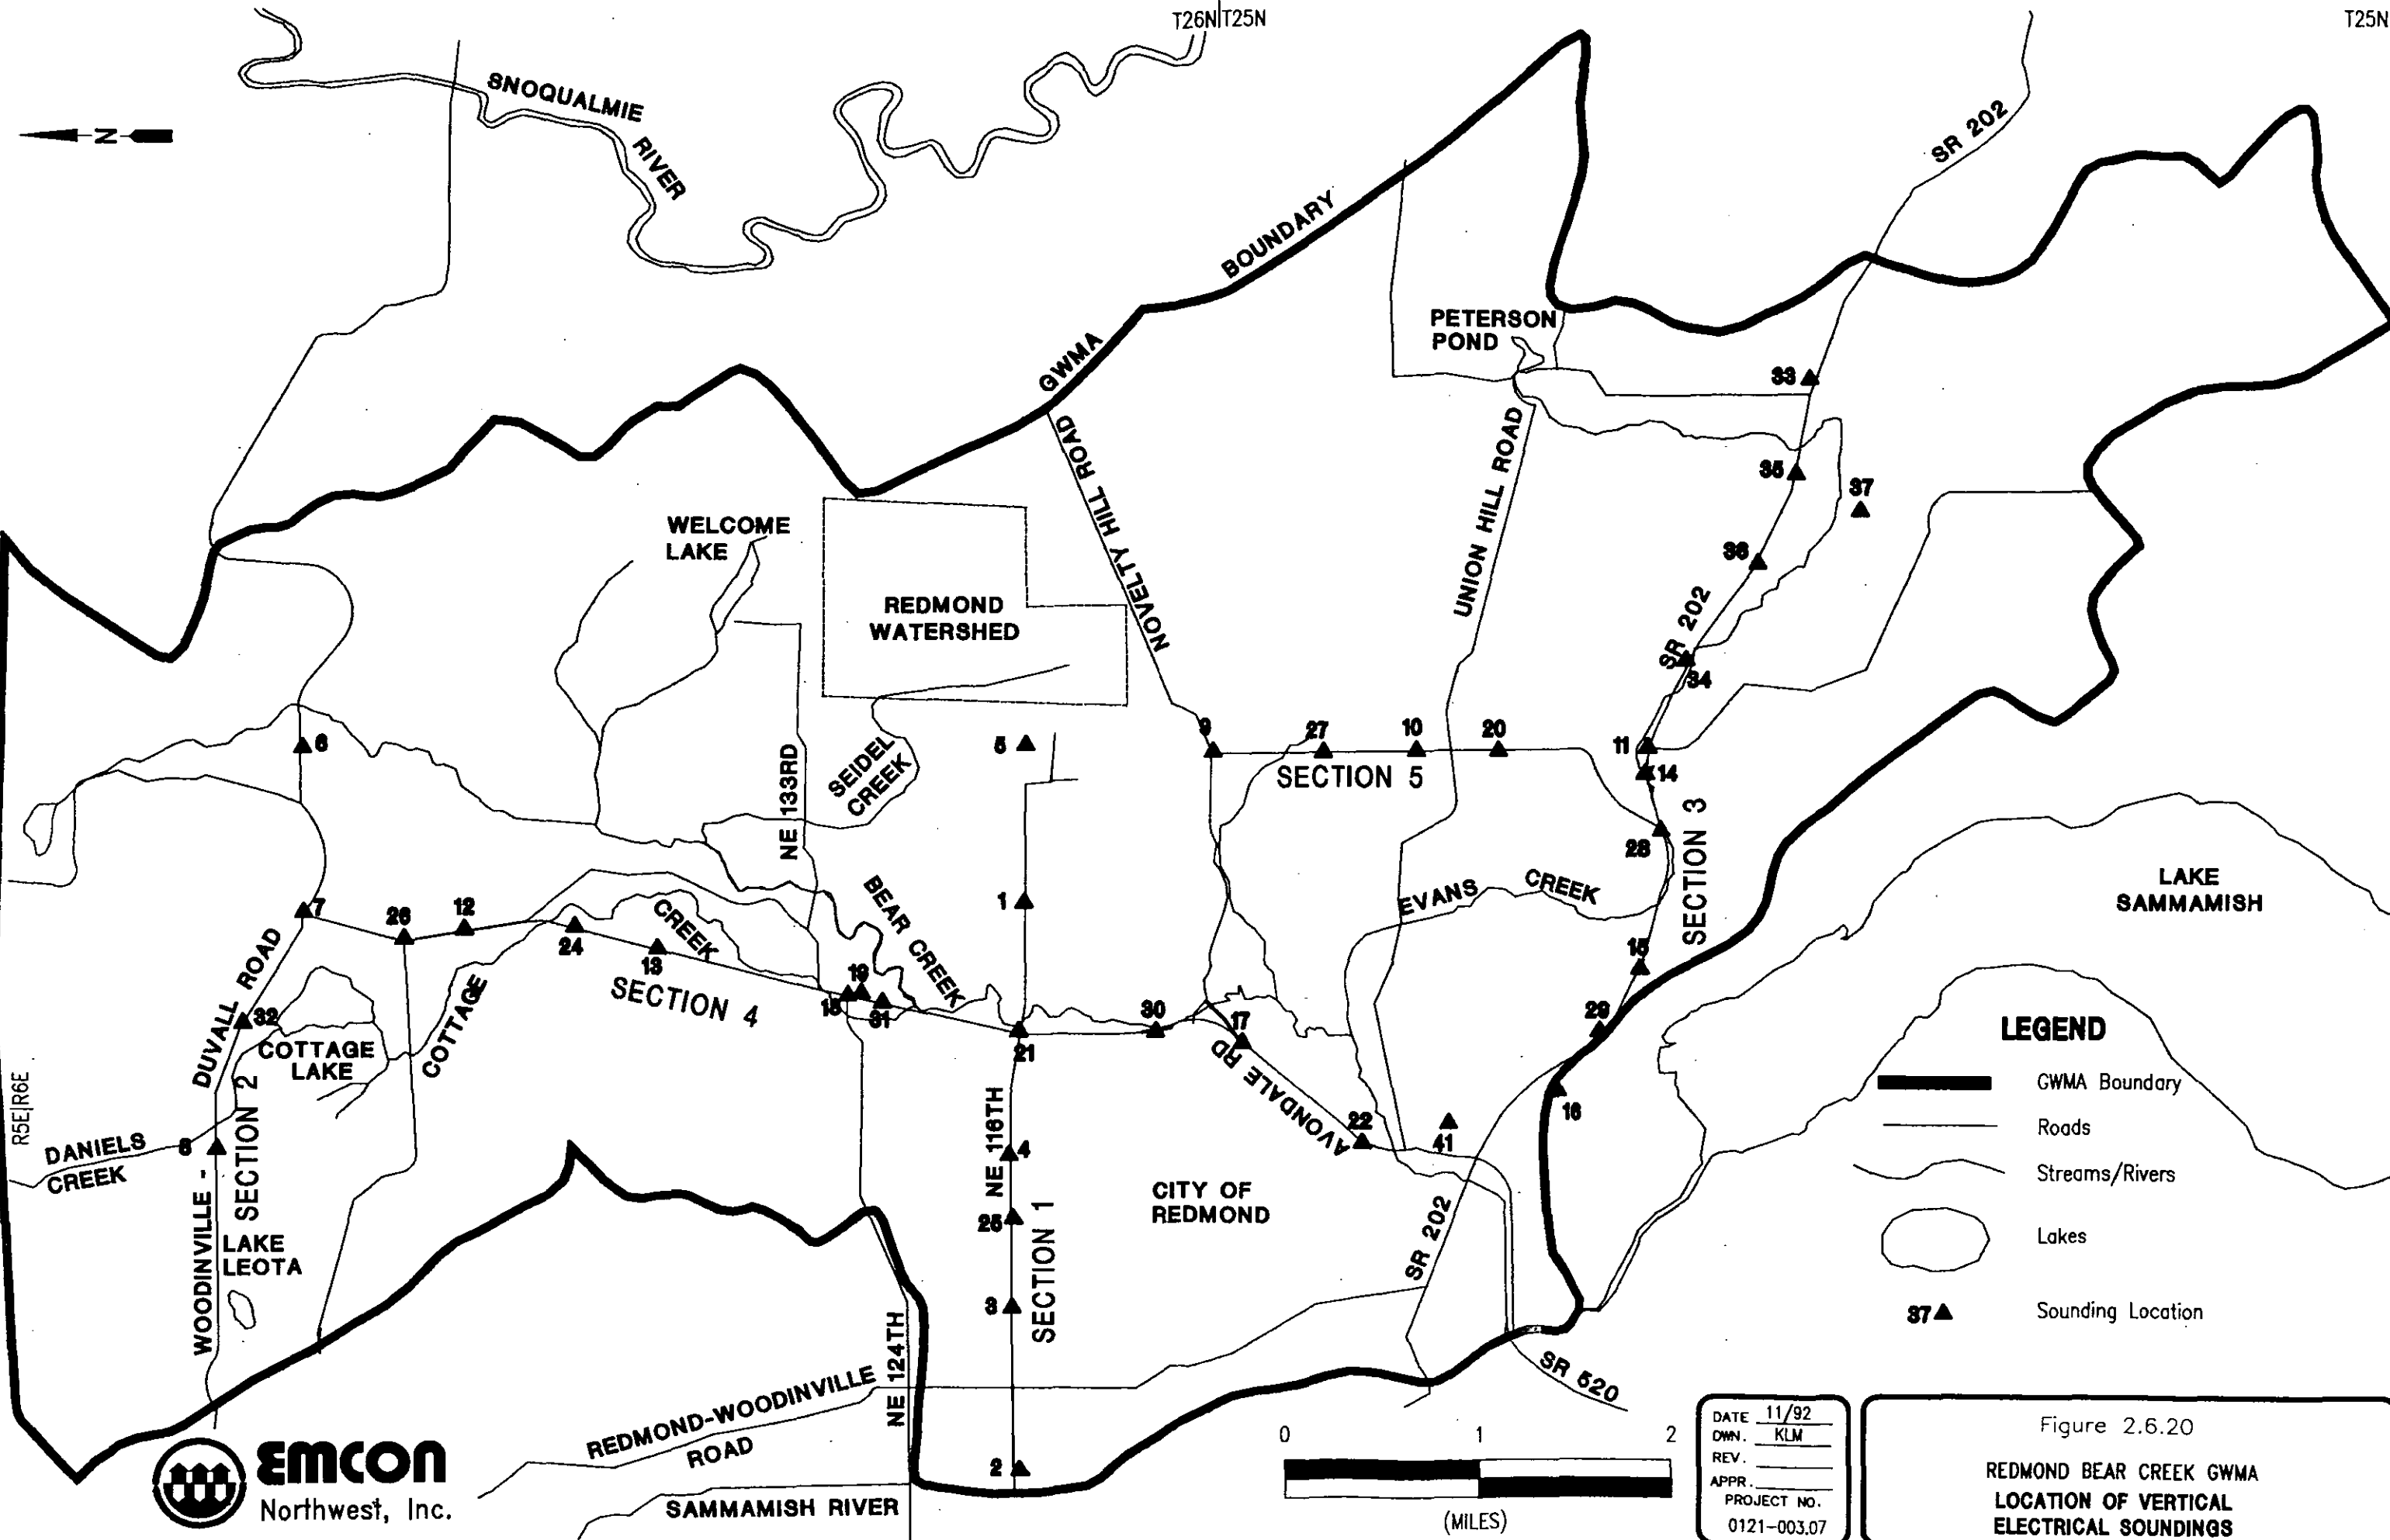 T26N|T25N
T25N
SNOQUALMIE
RIVER
N
SR 202
BOUNDARY
GWMA
PETERSON
POND
33
NOVELTY HILL ROAD
UNION HILL ROAD
35
37
WELCOME
LAKE
REDMOND
WATERSHED
36
SR 202
34
6
5
9
27
10
20
11
14
SECTION 5
SEIDEL
CREEK
NE 133RD
28
SECTION 3
LAKE
SAMMAMISH
EVANS
CREEK
BEAR CREEK
1
7
26
12
24
13
CREEK
SECTION 4
COTTAGE
15
18
19
31
21
30
17
29
DUVALL ROAD
32
COTTAGE
LAKE
SECTION 2
R5E|R6E
DANIELS
CREEK
8
WOODINVILLE -
LAKE
LEOTA
NE 116TH
4
25
3
SECTION 1
2
AVONDALE RD
22
41
16
CITY OF
REDMOND
SR 202
SR 520
NE 124TH
REDMOND-WOODINVILLE
ROAD
SAMMAMISH RIVER
LEGEND
GWMA Boundary
Roads
Streams/Rivers
Lakes
37 Sounding Location
EMCON
Northwest, Inc.
0 1 2
(MILES)
DATE 11/92
DWN. KLM
REV.
APPR.
PROJECT NO.
0121-003.07
Figure 2.6.20
REDMOND BEAR CREEK GWMA
LOCATION OF VERTICAL
ELECTRICAL SOUNDINGS